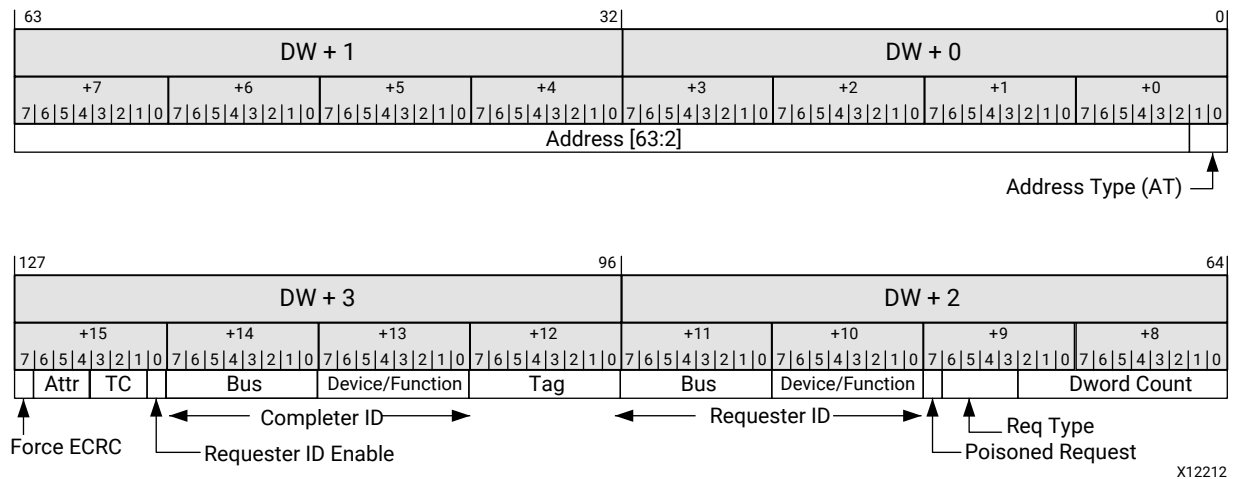 63 32 0
DW + 1 DW + 0
+7 +6 +5 +4 +3 +2 +1 +0
7 6 5 4 3 2 1 0 7 6 5 4 3 2 1 0 7 6 5 4 3 2 1 0 7 6 5 4 3 2 1 0 7 6 5 4 3 2 1 0 7 6 5 4 3 2 1 0 7 6 5 4 3 2 1 0 7 6 5 4 3 2 1 0
Address [63:2]
Address Type (AT)
127 96 64
DW + 3 DW + 2
+15 +14 +13 +12 +11 +10 +9 +8
7 6 5 4 3 2 1 0 7 6 5 4 3 2 1 0 7 6 5 4 3 2 1 0 7 6 5 4 3 2 1 0 7 6 5 4 3 2 1 0 7 6 5 4 3 2 1 0 7 6 5 4 3 2 1 0 7 6 5 4 3 2 1 0
Attr TC Bus Device/Function Tag Bus Device/Function Dword Count
Completer ID Requester ID
Req Type
Force ECRC Requester ID Enable Poisoned Request
X12212